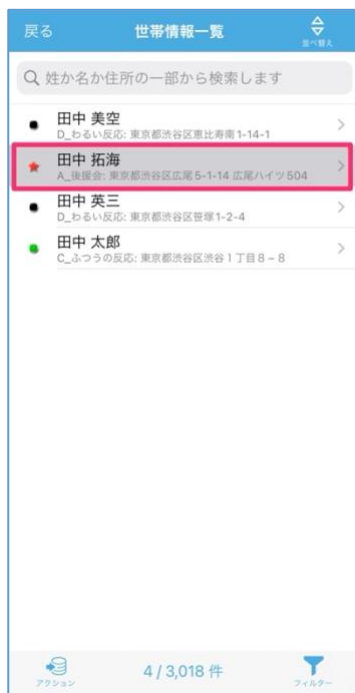 戻る
世帯情報一覧
並べ替え
姓か名か住所の一部から検索します
田中 美空
D_わるい反応: 東京都渋谷区恵比寿南1-14-1
田中 拓海
A_後援会: 東京都渋谷区広尾5-1-14 広尾ハイツ504
田中 英三
D_わるい反応: 東京都渋谷区笹塚1-2-4
田中 太郎
C_ふつうの反応: 東京都渋谷区渋谷1丁目8−8
アクション
4 / 3,018 件
フィルター